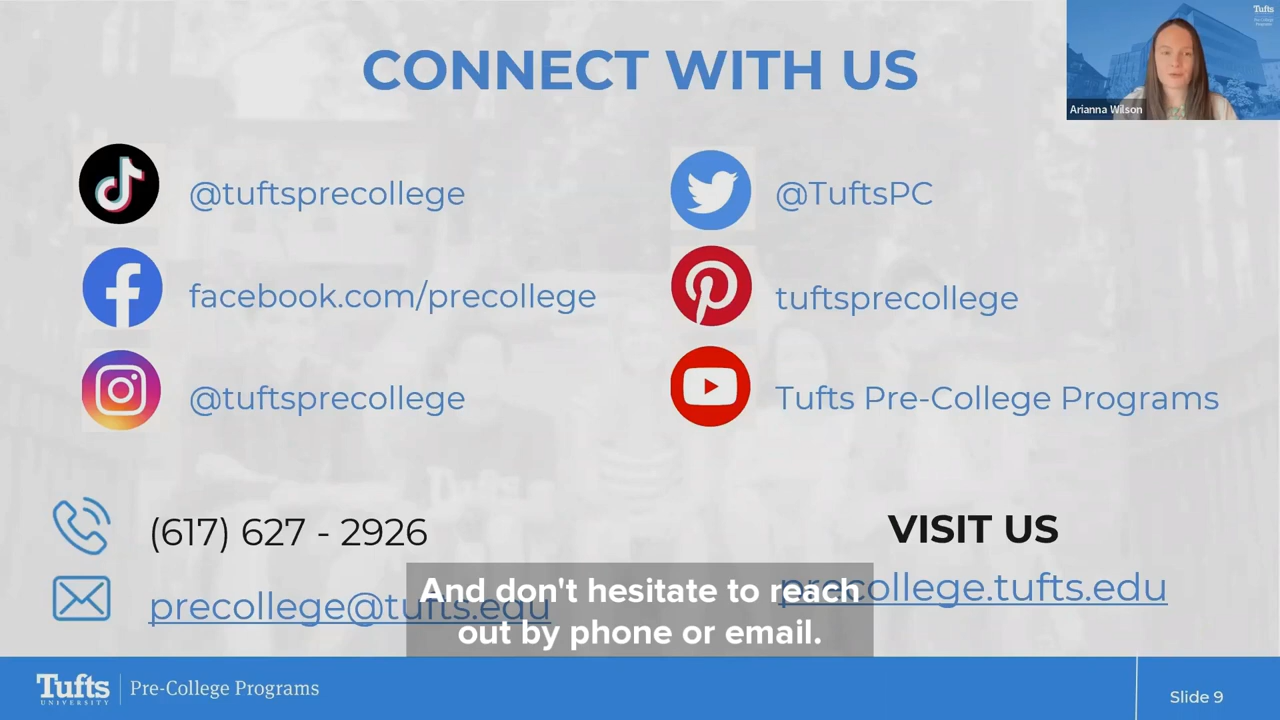 CONNECT WITH US
Tufts
Arianna Wilson
@tuftsprecollege
@TuftsPC
facebook.com/precollege
tuftsprecollege
@tuftsprecollege
Tufts Pre-College Programs
(617) 627 - 2926
VISIT US
precollege@tufts.edu
precollege.tufts.edu
And don't hesitate to reach
out by phone or email.
Tufts
UNIVERSITY
Pre-College Programs
Slide 9